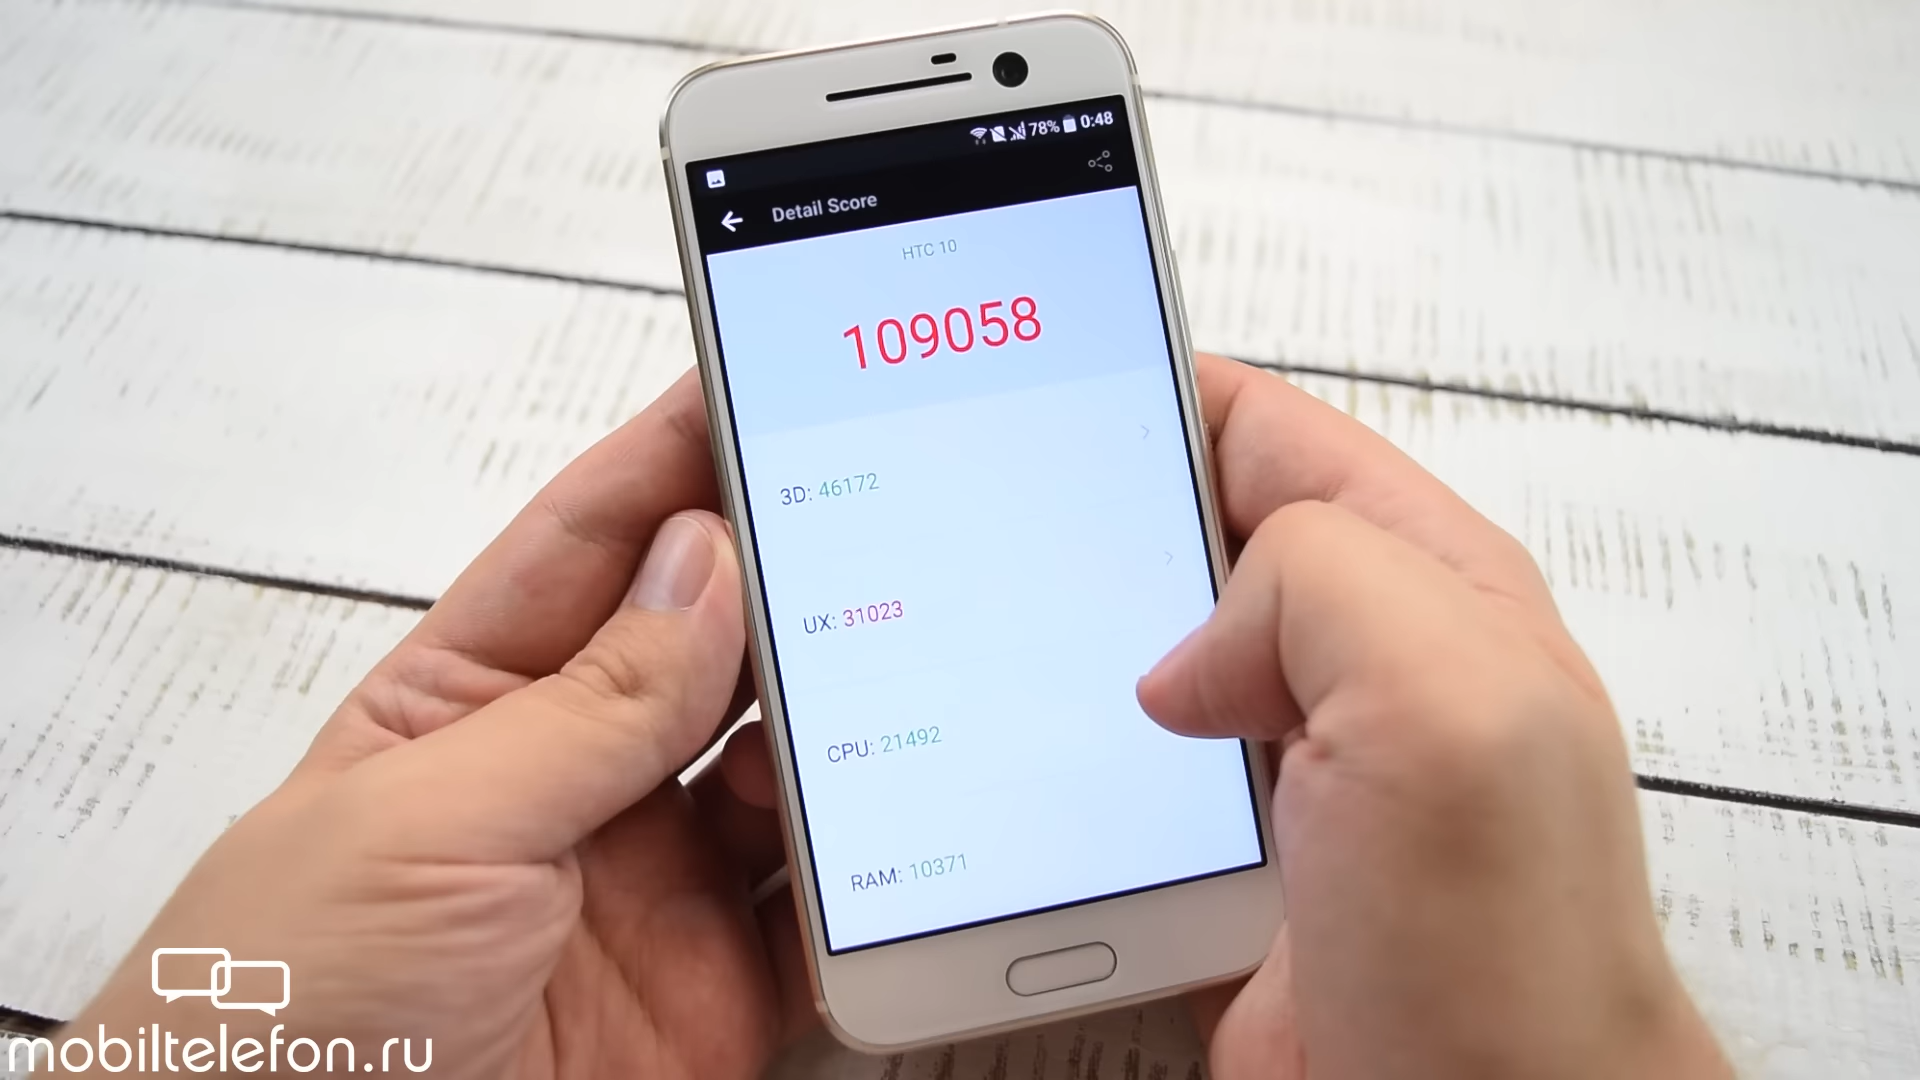 78% 0:48
Detail Score
HTC 10
109058
3D: 46172
UX: 31023
CPU: 21492
RAM: 10371
mobiltelefon.ru